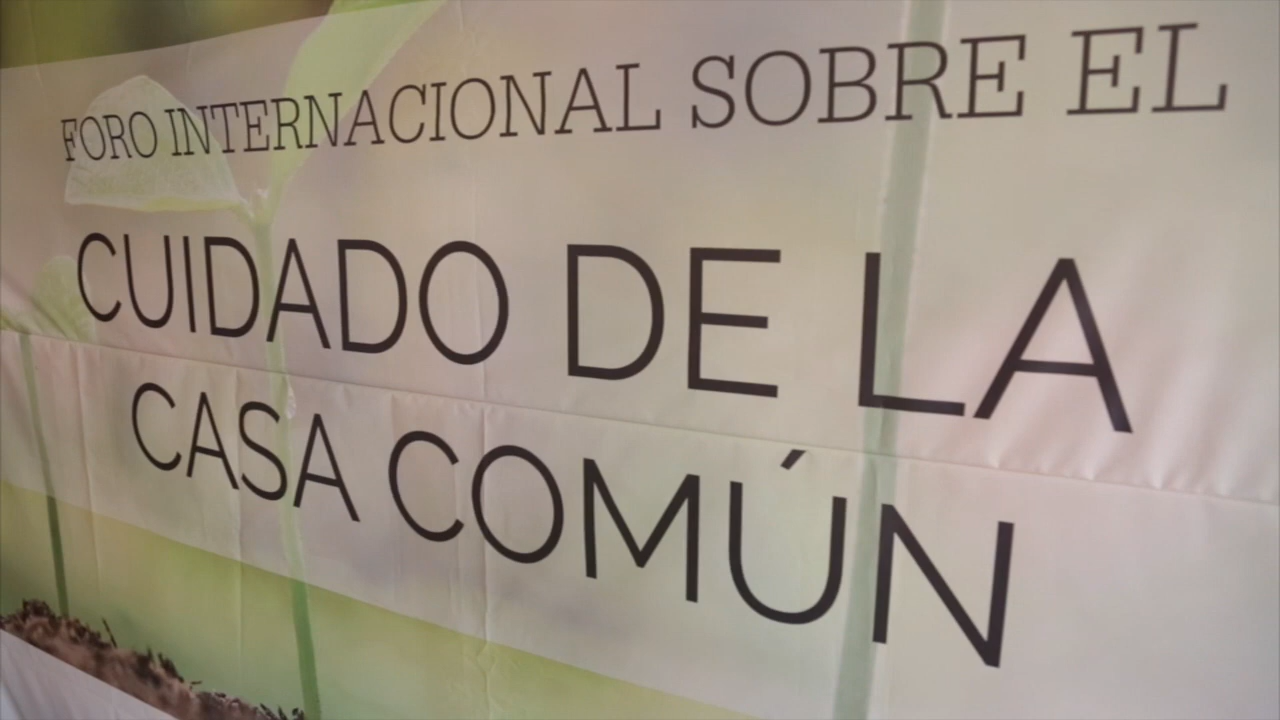 FORO INTERNACIONAL SOBRE EL
CUIDADO DE LA
CASA COMÚN